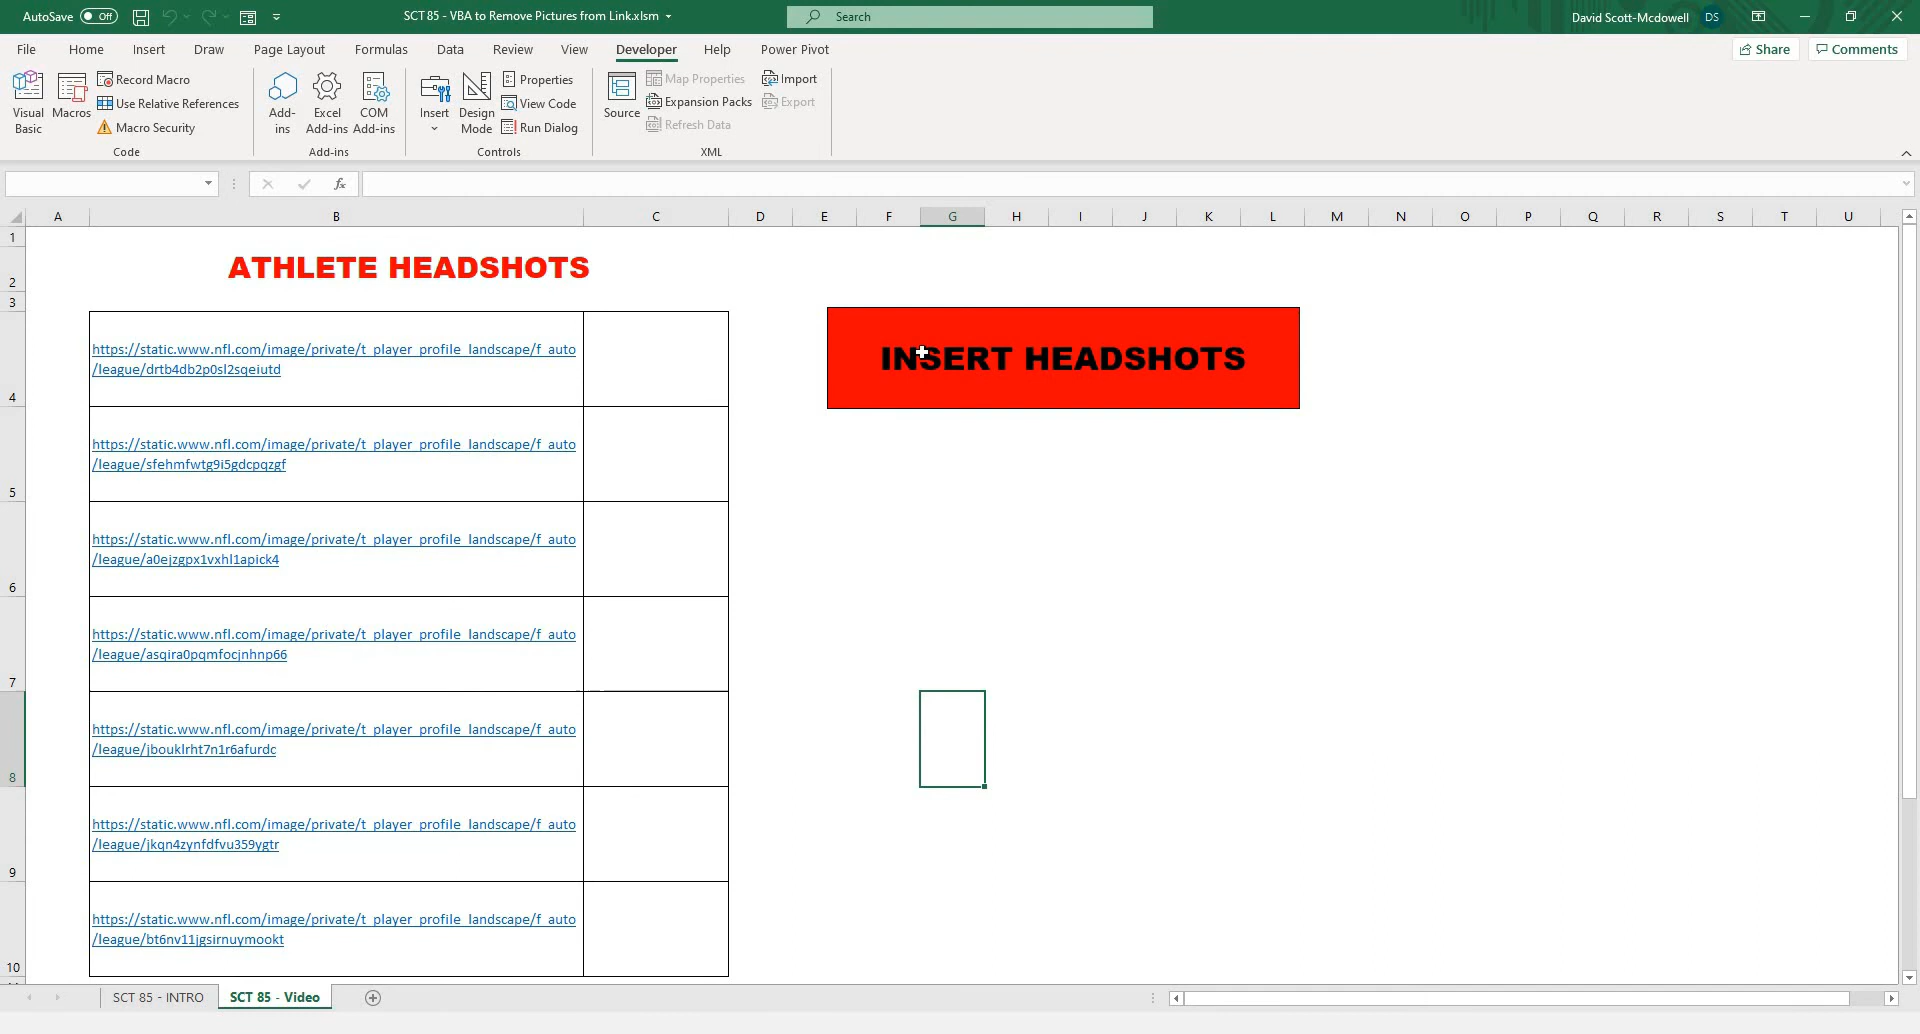 AutoSave Off SCT 85 - VBA to Remove Pictures from Link.xlsm Search David Scott-Mcdowell DS
File Home Insert Draw Page Layout Formulas Data Review View Developer Help Power Pivot Share Comments
Visual Basic
Macros
Record Macro
Use Relative References
Macro Security
Code
Add-ins
Excel Add-ins
COM Add-ins
Add-ins
Insert
Design Mode
Properties
View Code
Run Dialog
Controls
Source
Map Properties
Expansion Packs
Refresh Data
Import
Export
XML
fx
A B C D E F G H I J K L M N O P Q R S T U
1
2
3
4
5
6
7
8
9
10
ATHLETE HEADSHOTS
https://static.www.nfl.com/image/private/t_player_profile_landscape/f_auto
/league/drtb4db2p0sl2sqeiutd
https://static.www.nfl.com/image/private/t_player_profile_landscape/f_auto
/league/sfehmfwtg9i5gdcpqzgf
https://static.www.nfl.com/image/private/t_player_profile_landscape/f_auto
/league/a0ejzgpx1vxhl1apick4
https://static.www.nfl.com/image/private/t_player_profile_landscape/f_auto
/league/asqira0pqmfocjnhnp66
https://static.www.nfl.com/image/private/t_player_profile_landscape/f_auto
/league/jbouklrht7n1r6afurdc
https://static.www.nfl.com/image/private/t_player_profile_landscape/f_auto
/league/jkqn4zynfdfvu359ygtr
https://static.www.nfl.com/image/private/t_player_profile_landscape/f_auto
/league/bt6nv11jgsirnuymookt
INSERT HEADSHOTS
SCT 85 - INTRO SCT 85 - Video